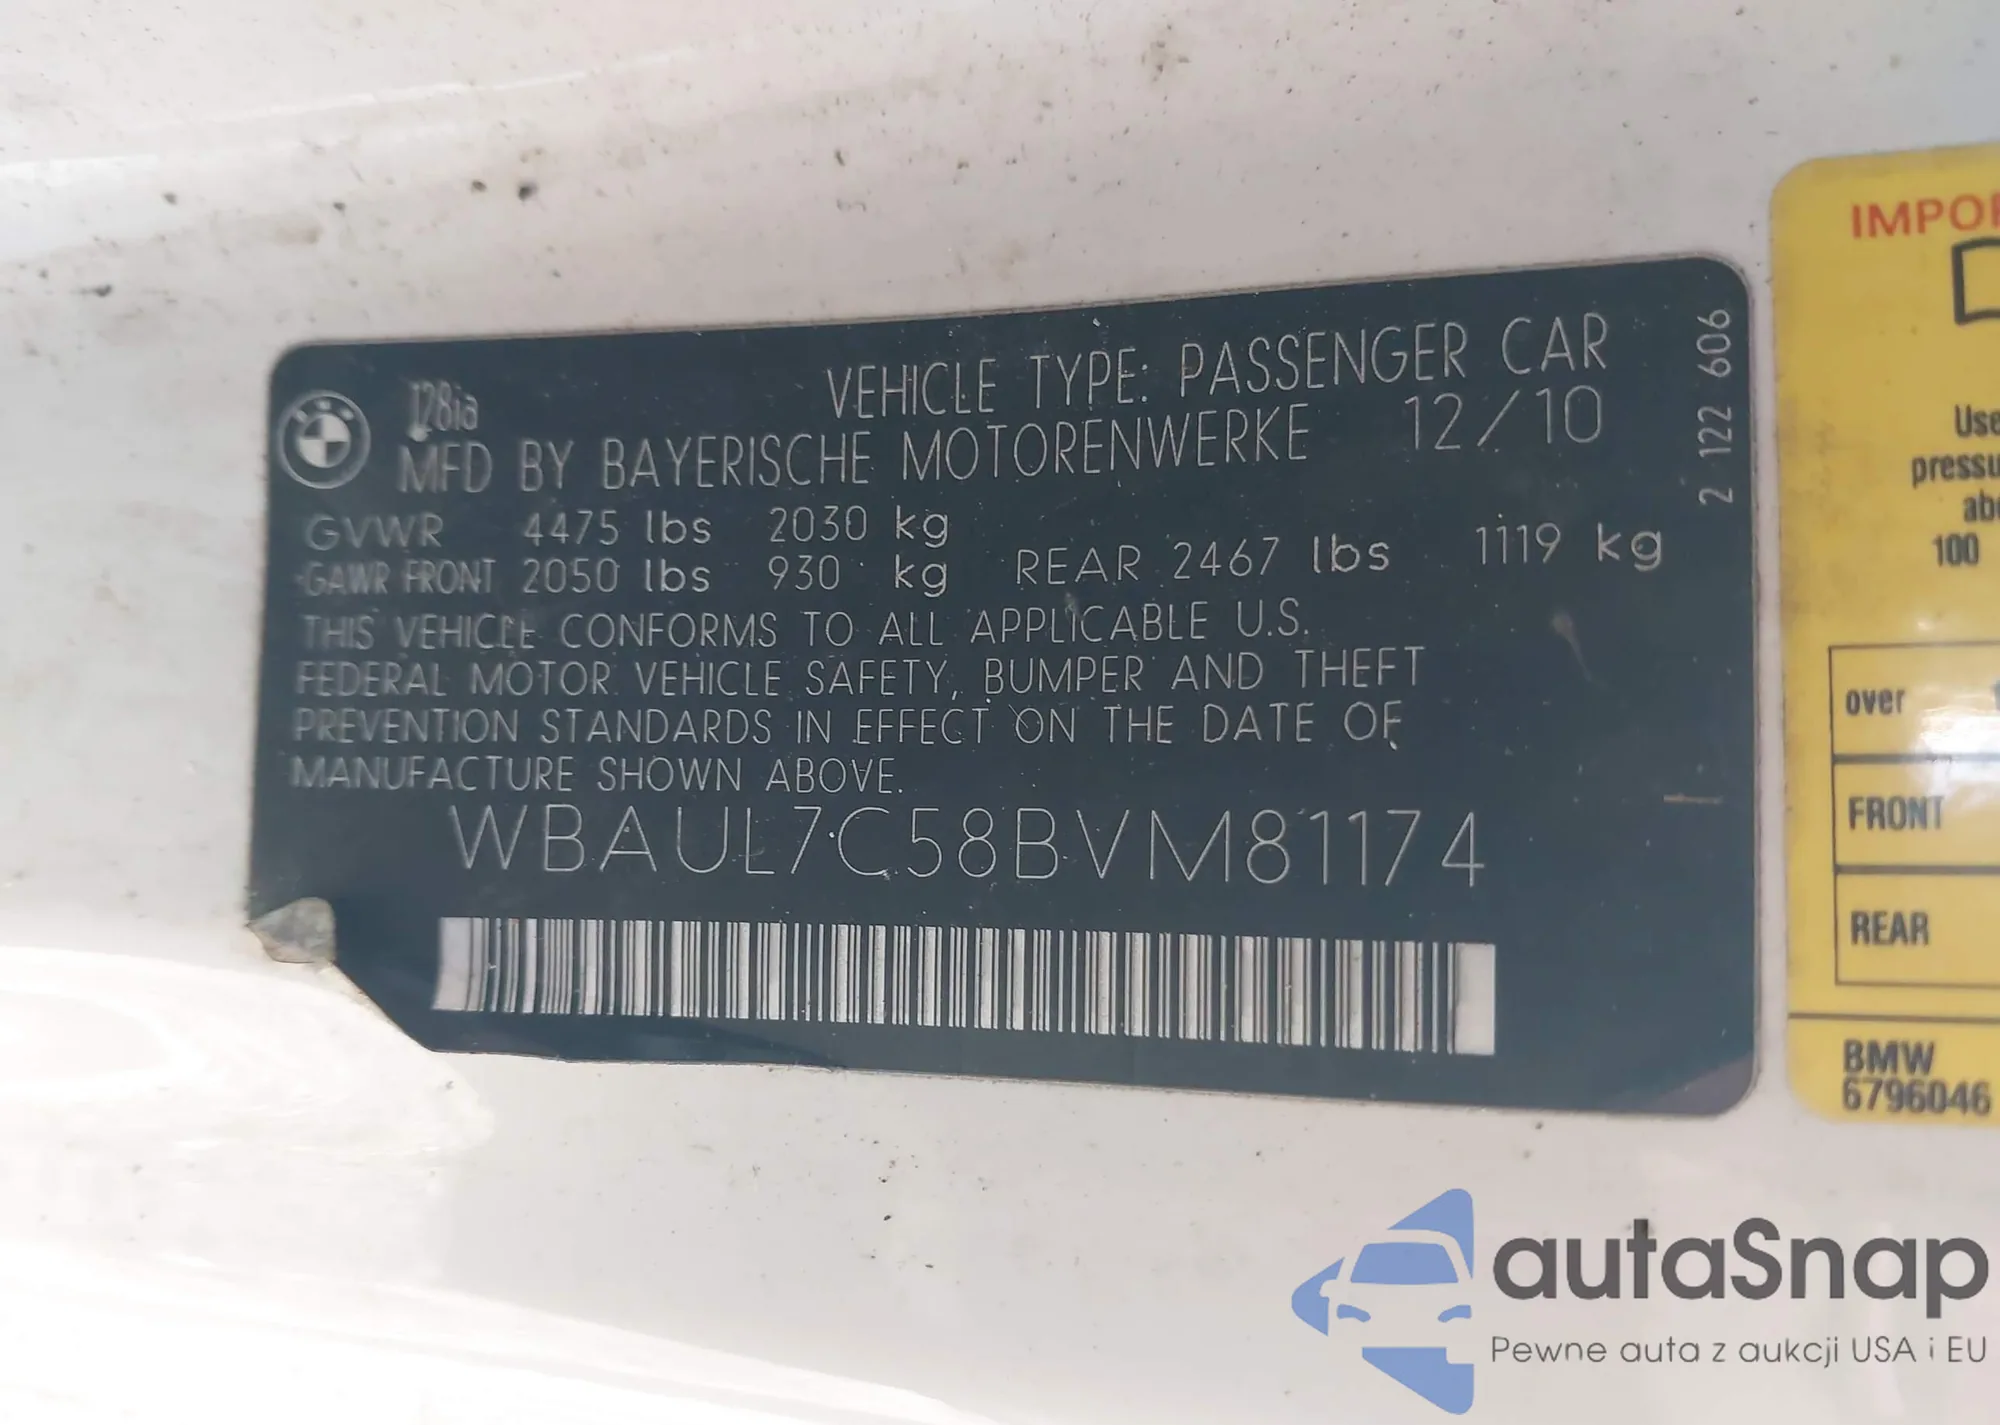 128ia
VEHICLE TYPE: PASSENGER CAR
MFD BY BAYERISCHE MOTORENWERKE 12/10
GVWR 4475 lbs 2030 kg
GAWR FRONT 2050 lbs 930 kg REAR 2467 lbs 1119 kg
THIS VEHICLE CONFORMS TO ALL APPLICABLE U.S.
FEDERAL MOTOR VEHICLE SAFETY, BUMPER AND THEFT
PREVENTION STANDARDS IN EFFECT ON THE DATE OF
MANUFACTURE SHOWN ABOVE.
WBAUL7C58BVM81174
2 122 606
Use
100
over
FRONT
REAR
BMW
6796046
autaSnap
Pewne auta z aukcji USA i EU